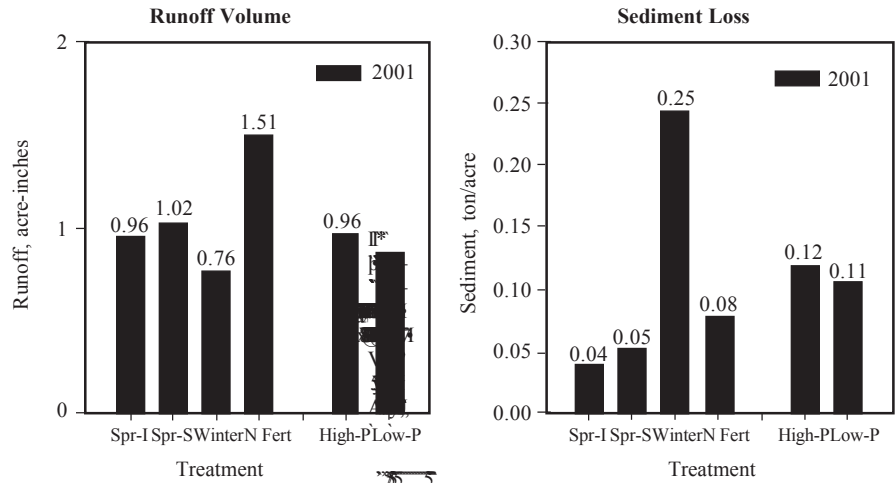 Runoff Volume
2
1
0
Runoff, acre-inches
2001
0.96
1.02
0.76
1.51
0.96
Spr-I Spr-S Winter N Fert High-P Low-P
Treatment
Sediment Loss
0.30
0.25
0.20
0.15
0.10
0.05
0.00
Sediment, ton/acre
2001
0.04
0.05
0.25
0.08
0.12
0.11
Spr-I Spr-S Winter N Fert High-P Low-P
Treatment